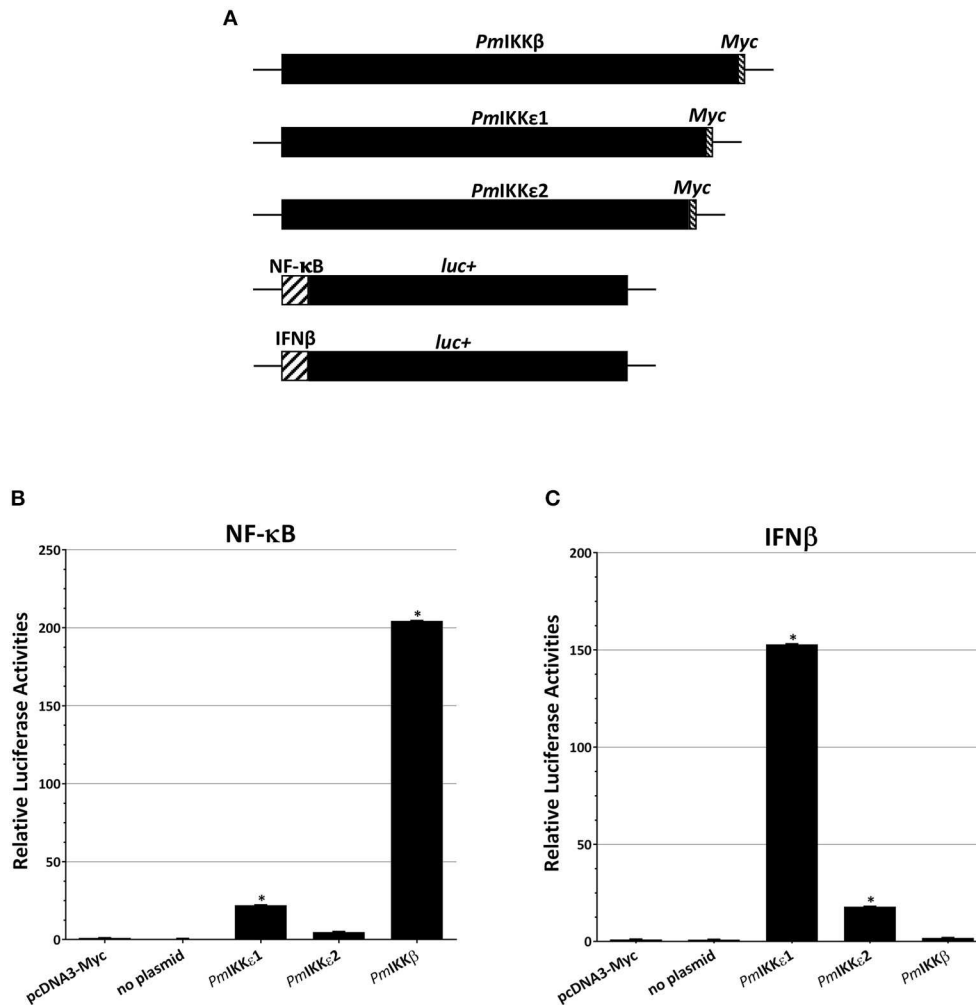 A
PmIKKβ
Myc
PmIKKε1
Myc
PmIKKε2
Myc
NF-κB
luc+
IFNβ
luc+
B
NF-κB
Relative Luciferase Activities
250
200
150
100
50
0
*
*
pcDNA3-Myc
no plasmid
PmIKKε1
PmIKKε2
PmIKKβ
C
IFNβ
Relative Luciferase Activities
200
150
100
50
0
*
*
pcDNA3-Myc
no plasmid
PmIKKε1
PmIKKε2
PmIKKβ